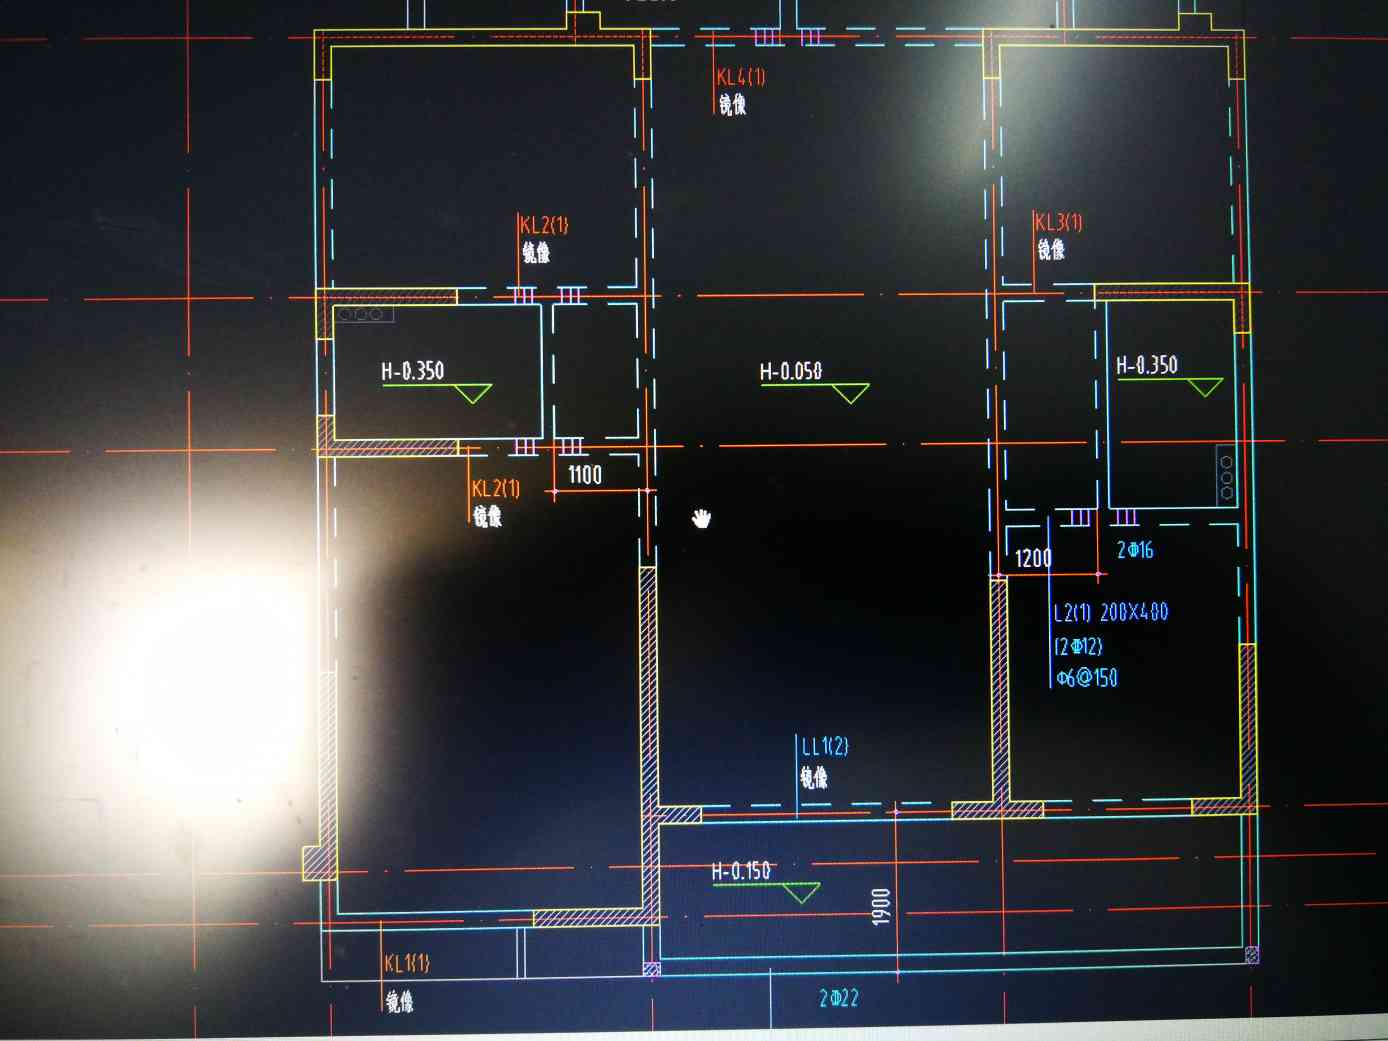 KL4(1)
镜像
KL2(1)
镜像
KL3(1)
镜像
H-0.350
H-0.050
H-0.350
1100
KL2(1)
镜像
1200
2Φ16
L2(1) 200X400
(2Φ12)
Φ6@150
LL1(2)
镜像
H-0.150
1900
KL1(1)
镜像
2Φ22